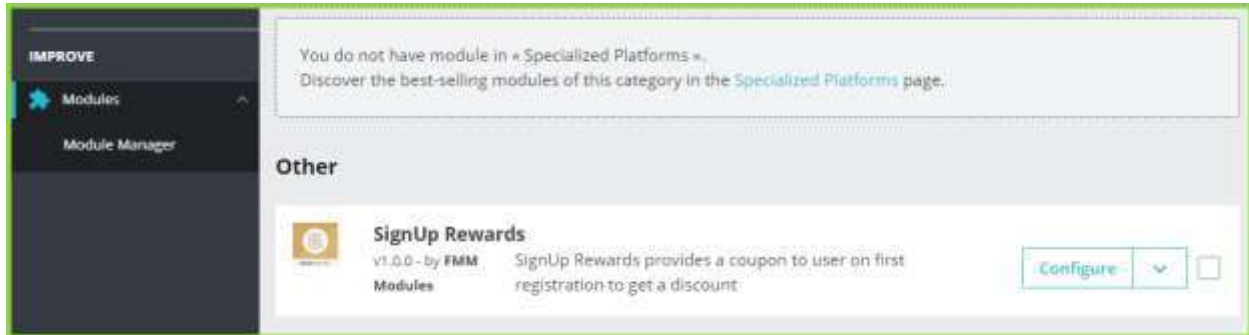 IMPROVE
Modules
Module Manager
You do not have module in « Specialized Platforms ».
Discover the best-selling modules of this category in the Specialized Platforms page.
Other
SignUp Rewards
v1.0.0 - by FMM
Modules
SignUp Rewards provides a coupon to user on first
registration to get a discount
Configure